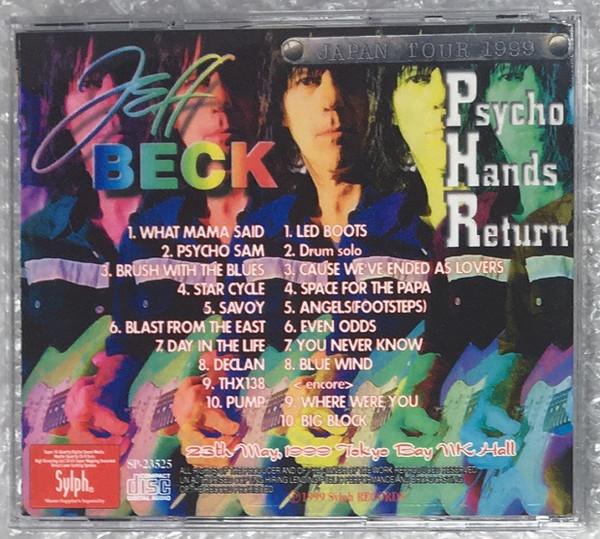 JAPAN TOUR 1999
Jeff
BECK
Psycho
Hands
Return
1. WHAT MAMA SAID
2. PSYCHO SAM
3. BRUSH WITH THE BLUES
4. STAR CYCLE
5. SAVOY
6. BLAST FROM THE EAST
7. DAY IN THE LIFE
8. DECLAN
9. THX138
10. PUMP
1. LED BOOTS
2. Drum solo
3. CAUSE WE'VE ENDED AS LOVERS
4. SPACE FOR THE PAPA
5. ANGELS(FOOTSTEPS)
6. EVEN ODDS
7. YOU NEVER KNOW
8. BLUE WIND
< encore>
9. WHERE WERE YOU
10. BIG BLOCK
23th May, 1999 Tokyo Bay NK Hall
Sylph®
SP-23525
COMPACT
disc
DIGITAL AUDIO
©1999 Sylph RECORDS